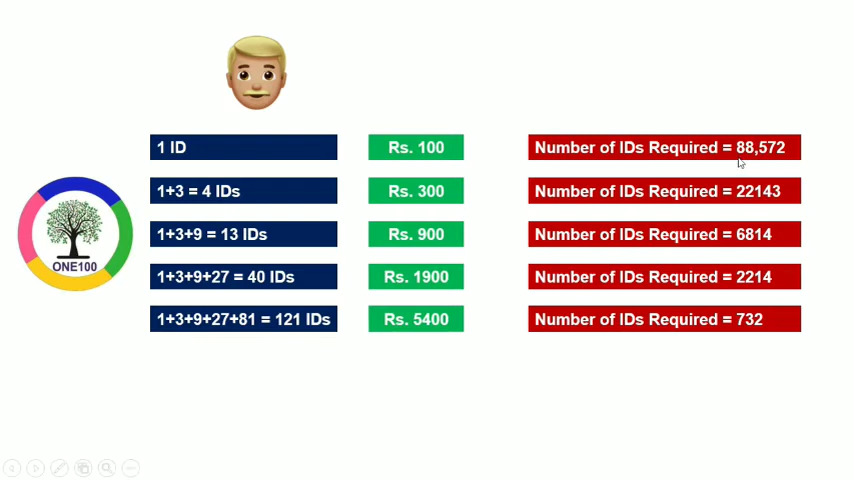 1 ID Rs. 100 Number of IDs Required = 88,572
1+3 = 4 IDs Rs. 300 Number of IDs Required = 22143
1+3+9 = 13 IDs Rs. 900 Number of IDs Required = 6814
ONE100
1+3+9+27 = 40 IDs Rs. 1900 Number of IDs Required = 2214
1+3+9+27+81 = 121 IDs Rs. 5400 Number of IDs Required = 732